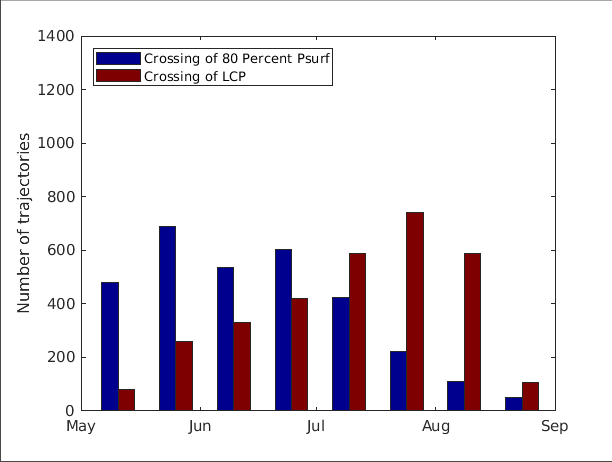 1400
1200
1000
800
600
400
200
0
Number of trajectories
Crossing of 80 Percent Psurf
Crossing of LCP
May Jun Jul Aug Sep